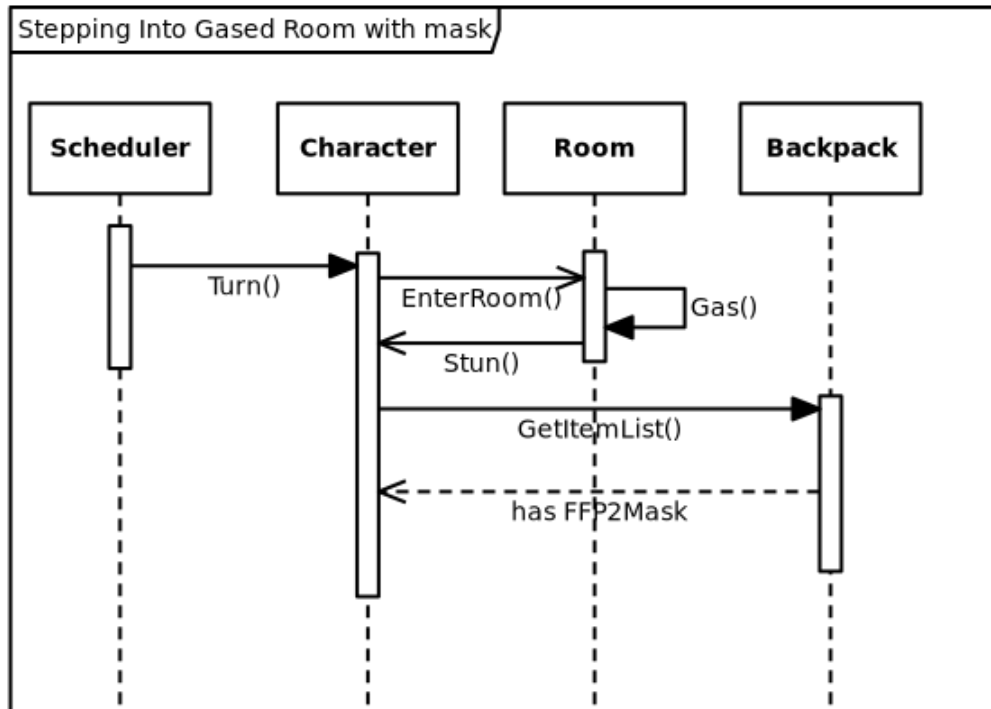 Stepping Into Gased Room with mask
Scheduler
Character
Room
Backpack
Turn()
EnterRoom()
Gas()
Stun()
GetItemList()
has FFP2Mask